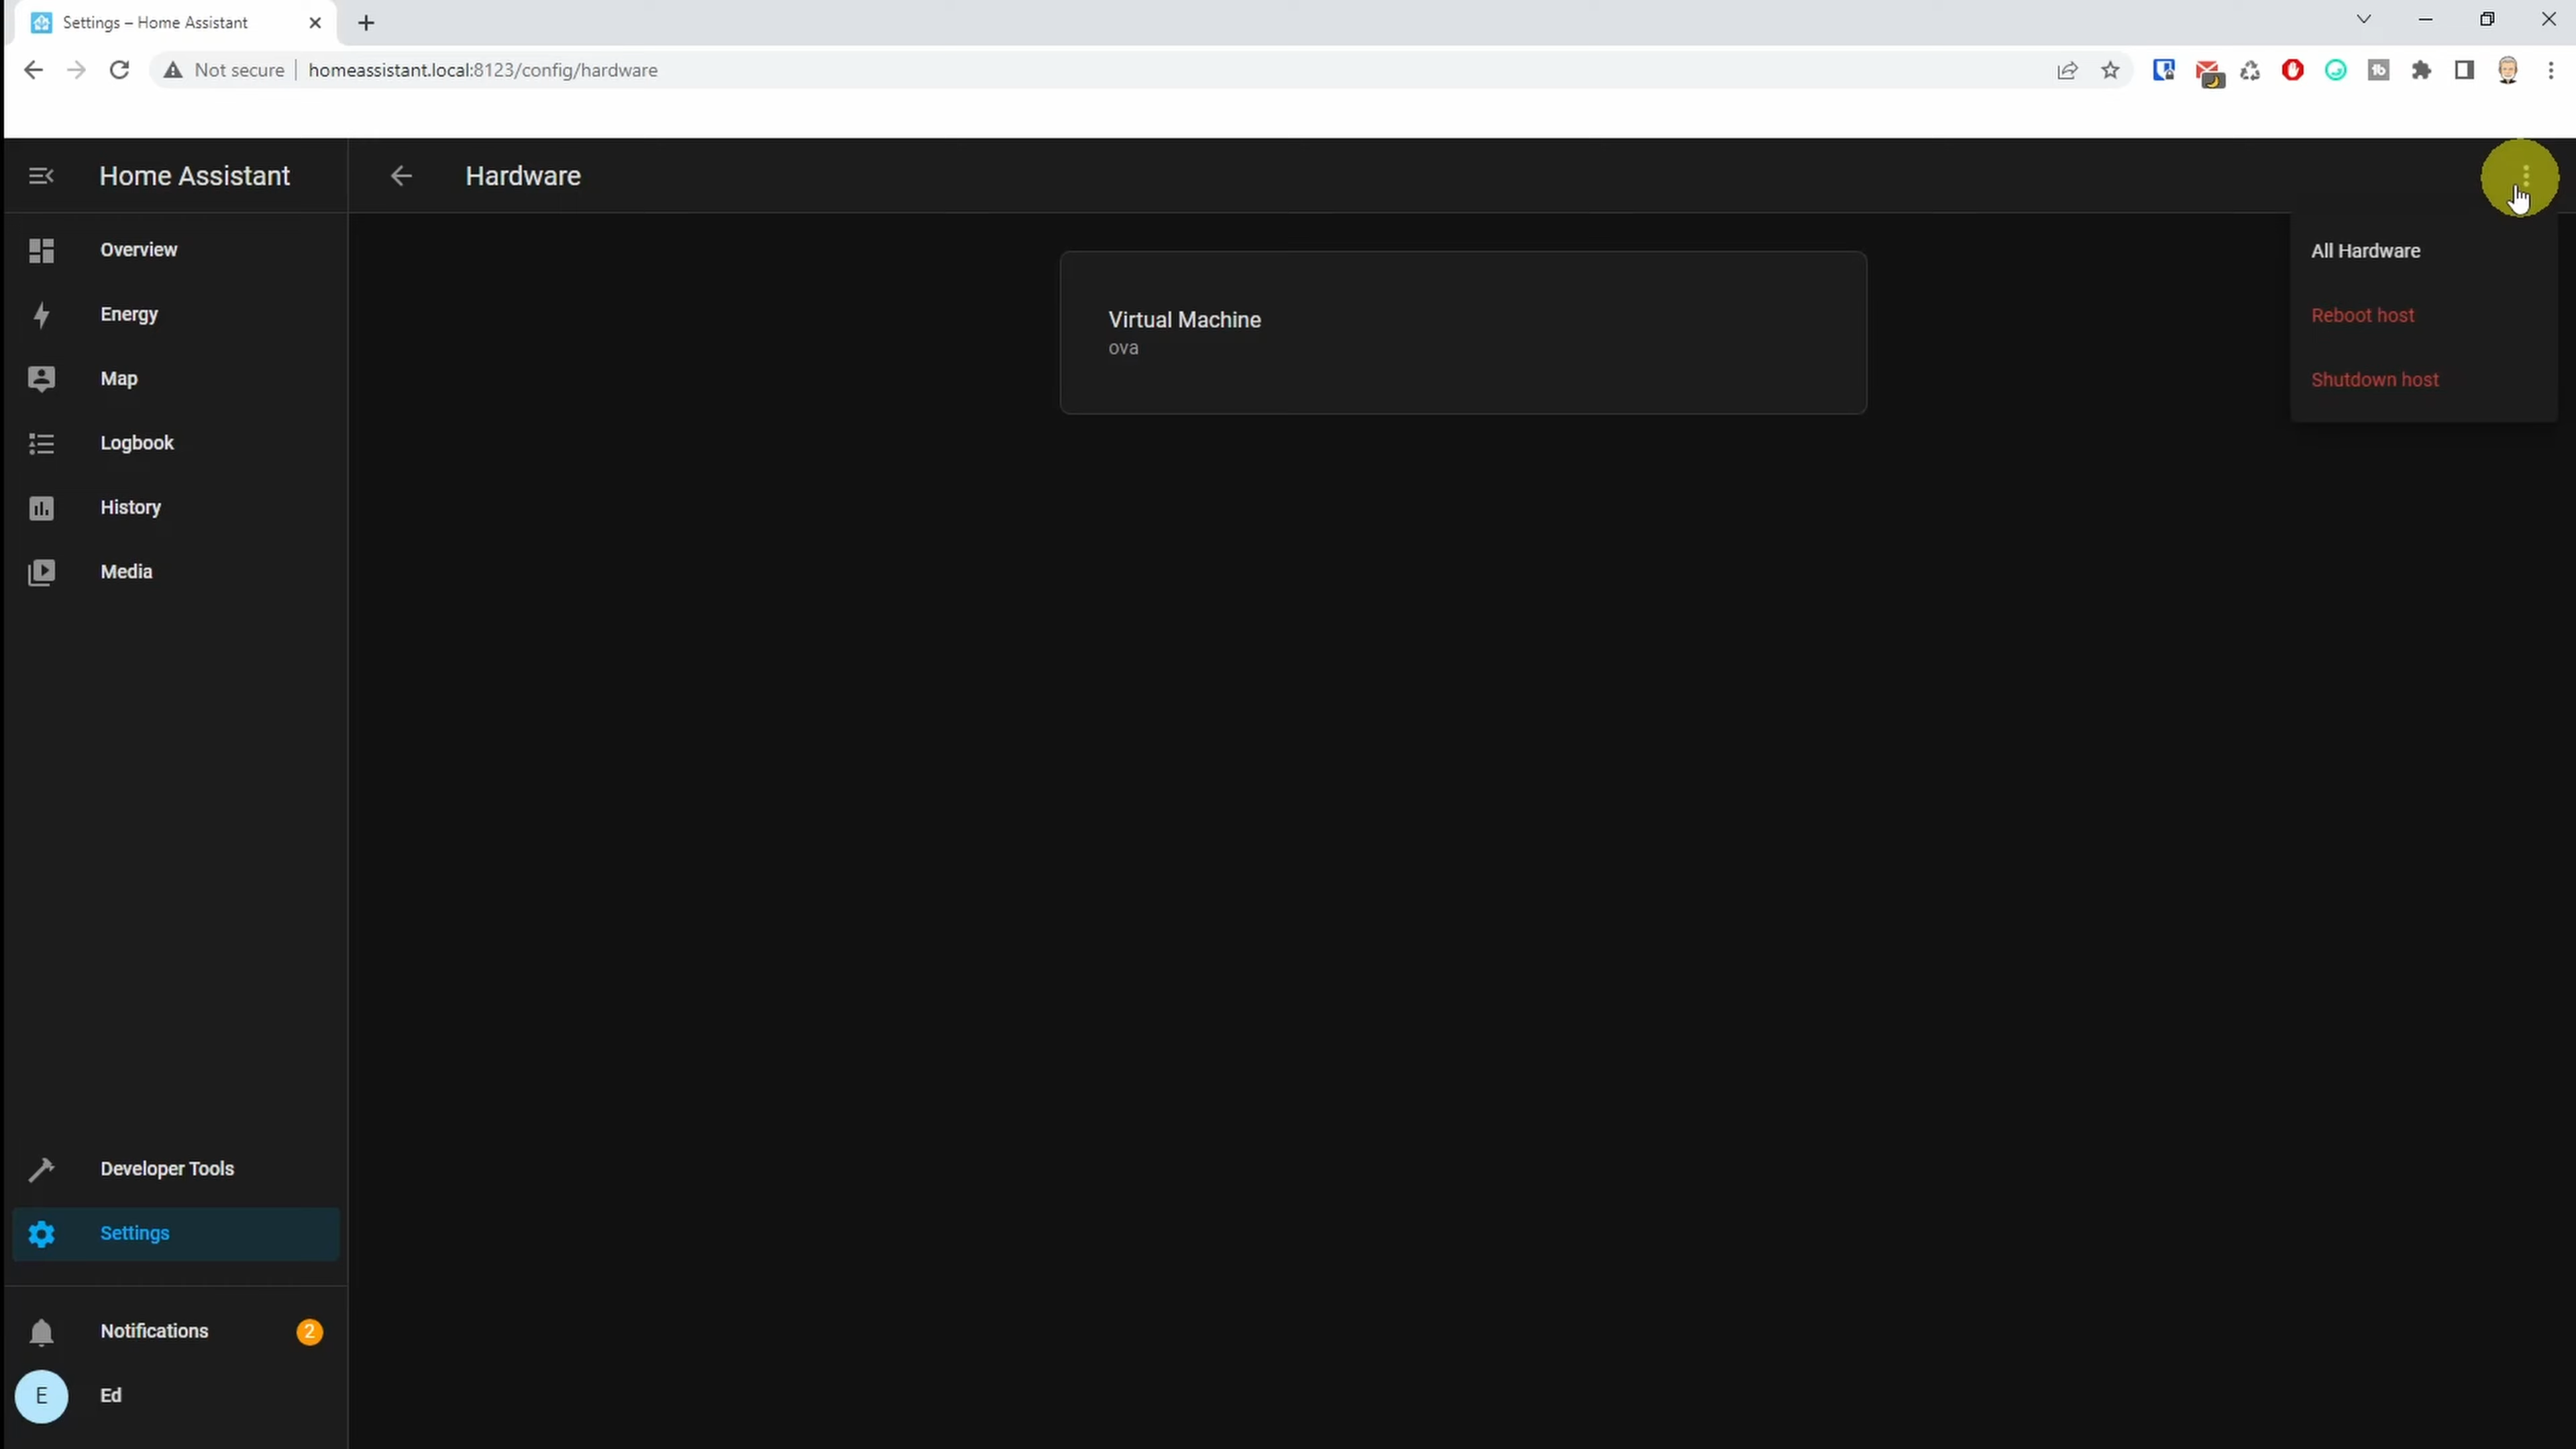 Settings – Home Assistant
Not secure
homeassistant.local:8123/config/hardware
Home Assistant
Hardware
Overview
Energy
Map
Logbook
History
Media
Virtual Machine
ova
All Hardware
Reboot host
Shutdown host
Developer Tools
Settings
Notifications
2
E
Ed